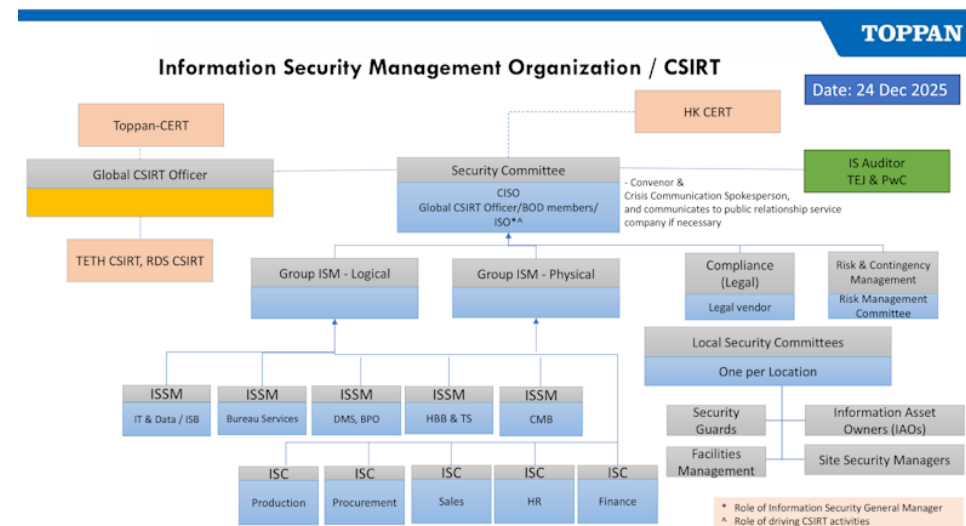 TOPPAN
Information Security Management Organization / CSIRT
Date: 24 Dec 2025
HK CERT
Toppan-CERT
Global CSIRT Officer
Security Committee
CISO
Global CSIRT Officer/BOD members/
ISO*^
- Convenor &
Crisis Communication Spokesperson,
and communicates to public relationship service
company if necessary
IS Auditor
TEJ & PwC
TETH CSIRT, RDS CSIRT
Group ISM - Logical
Group ISM - Physical
Compliance
(Legal)
Legal vendor
Risk & Contingency
Management
Risk Management
Committee
Local Security Committees
One per Location
ISSM
IT & Data / ISB
ISSM
Bureau Services
ISSM
DMS, BPO
ISSM
HBB & TS
ISSM
CMB
Security
Guards
Information Asset
Owners (IAOs)
Facilities
Management
Site Security Managers
ISC
Production
ISC
Procurement
ISC
Sales
ISC
HR
ISC
Finance
* Role of Information Security General Manager
^ Role of driving CSIRT activities